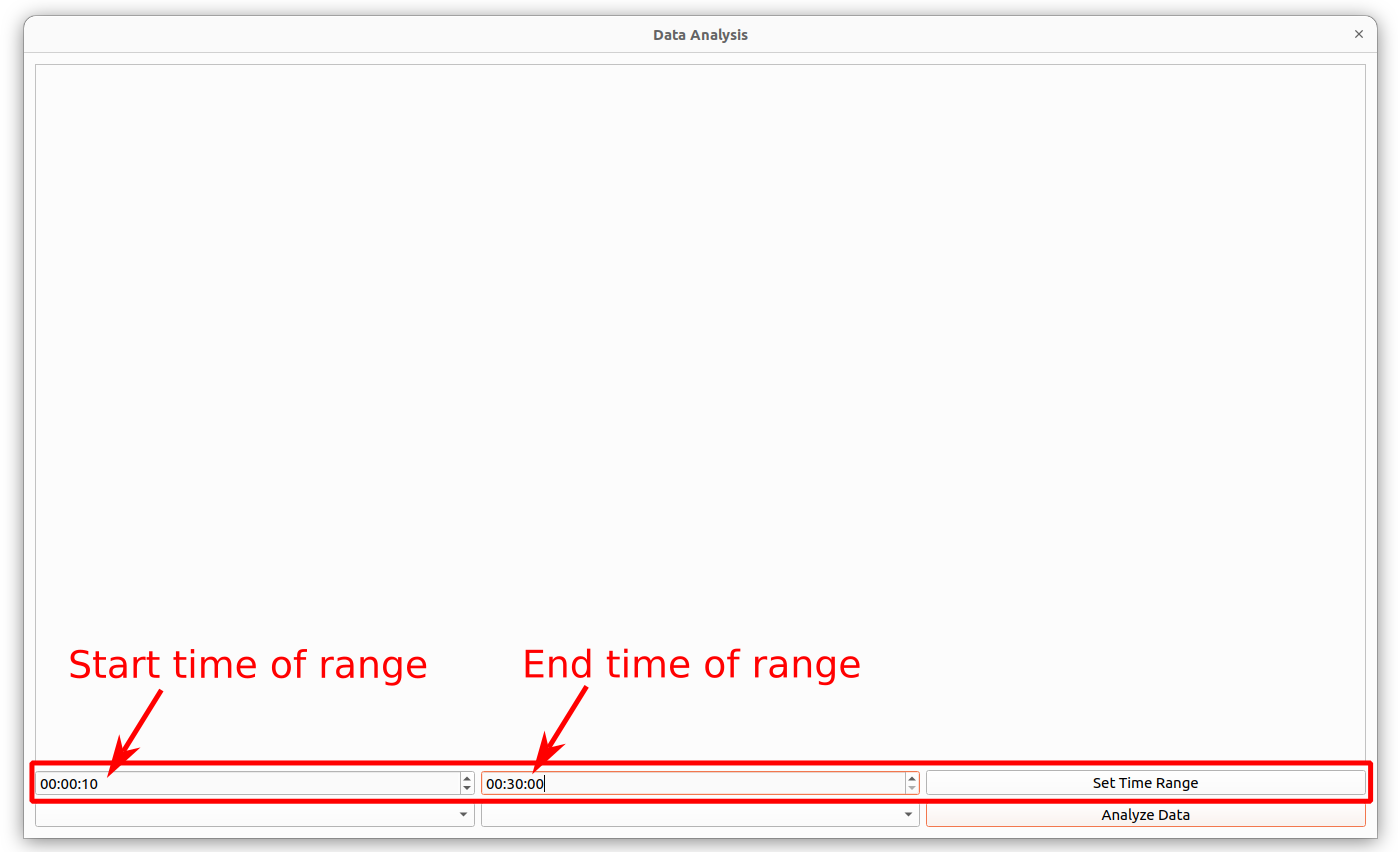 Data Analysis
Start time of range
End time of range
00:00:10
00:30:00
Set Time Range
Analyze Data